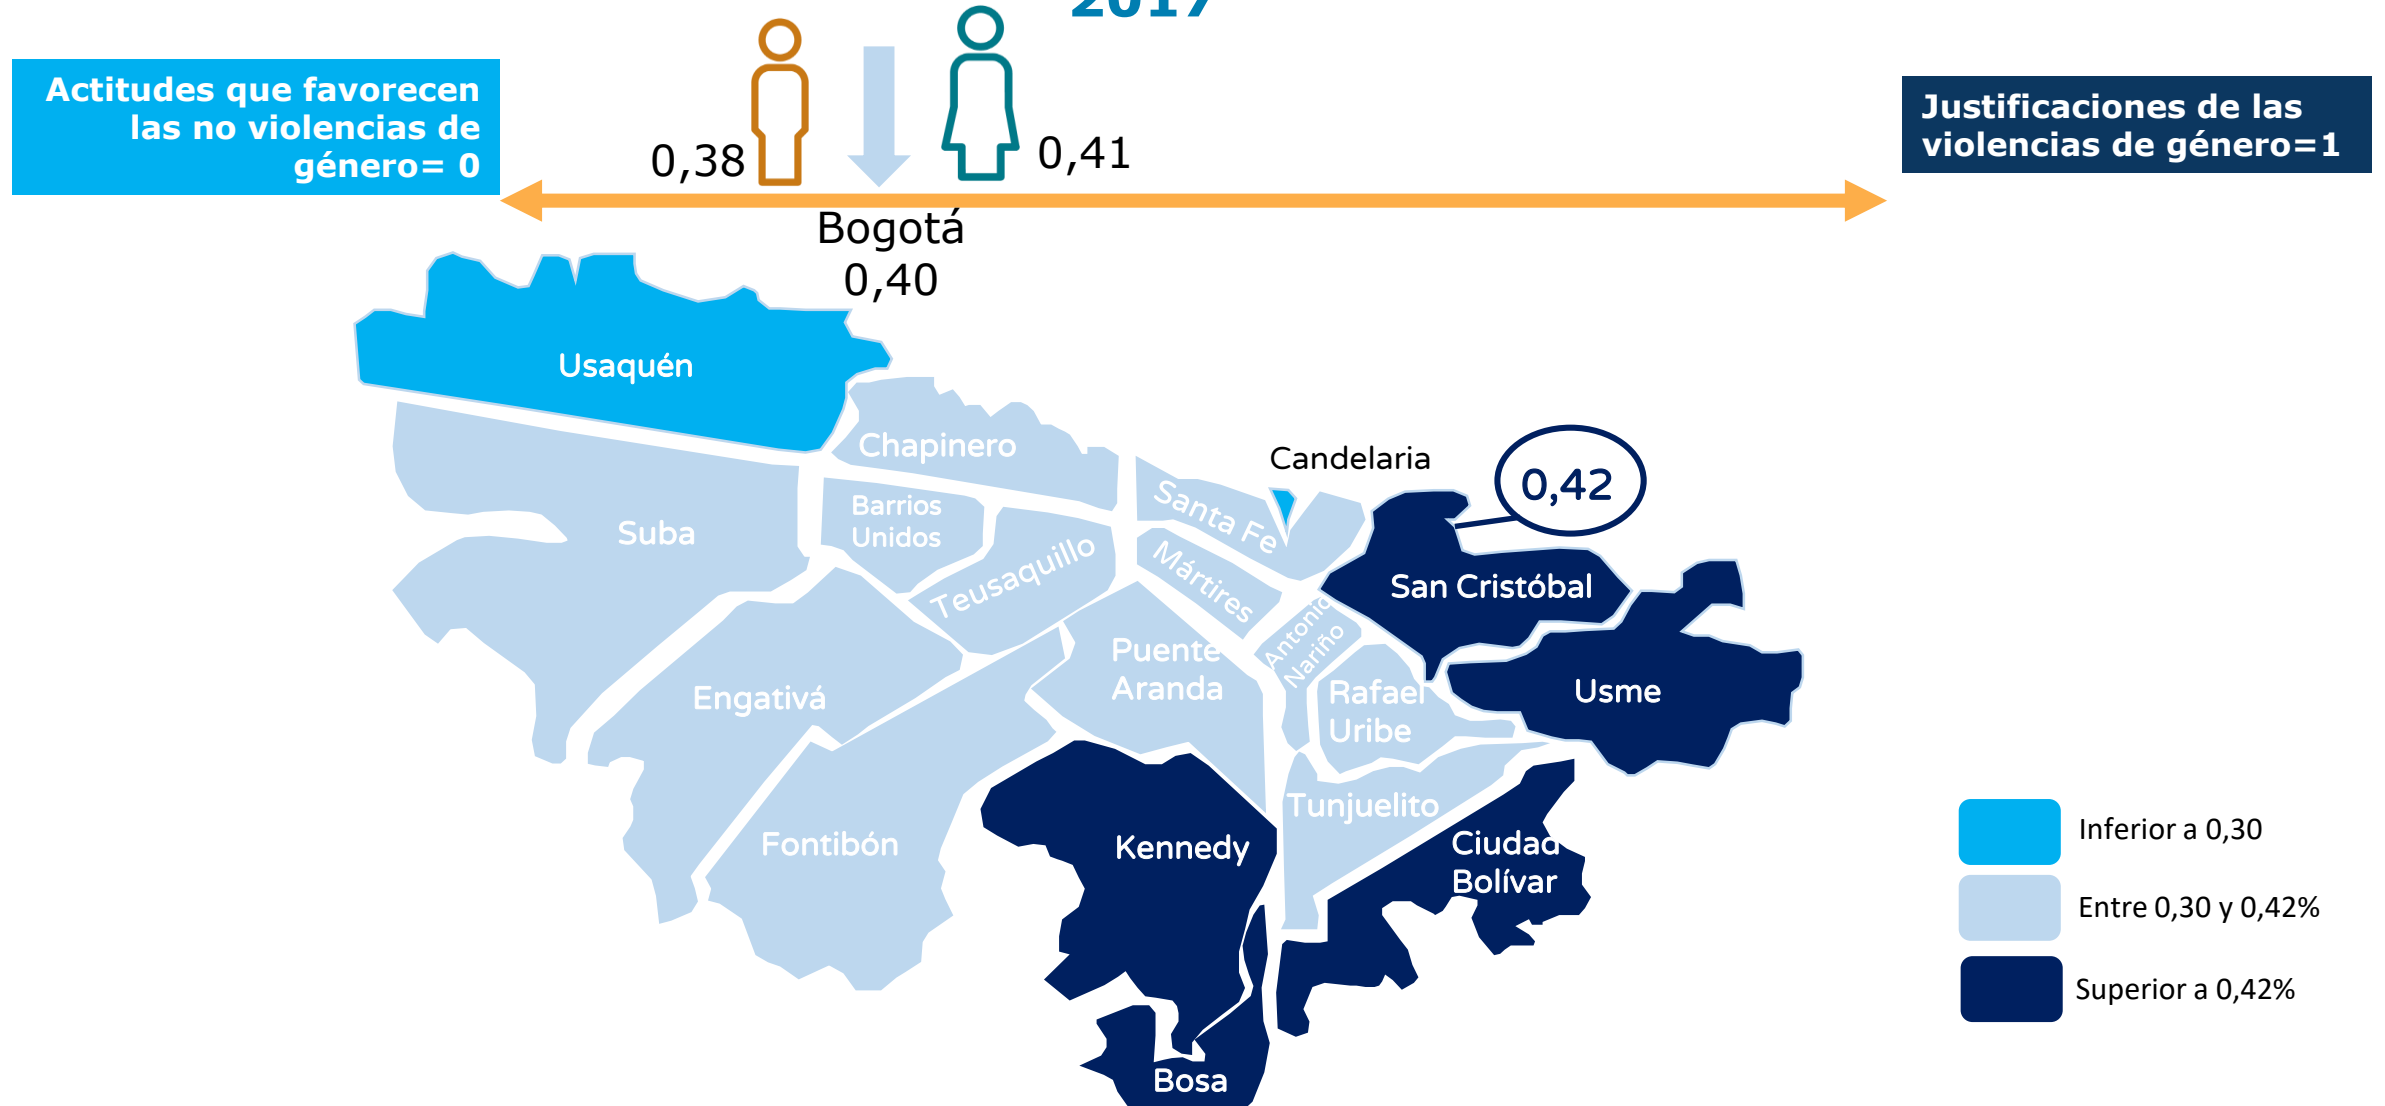 2017
Actitudes que favorecen
las no violencias de
género= 0
Justificaciones de las
violencias de género=1
0,38
0,41
Bogotá
0,40
Usaquén
Chapinero
Candelaria
0,42
Santa Fe
Barrios
Unidos
Suba
Teusaquillo
Mártires
San Cristóbal
Antonio
Nariño
Puente
Aranda
Engativá
Rafael
Uribe
Usme
Tunjuelito
Fontibón
Kennedy
Ciudad
Bolívar
Bosa
Inferior a 0,30
Entre 0,30 y 0,42%
Superior a 0,42%